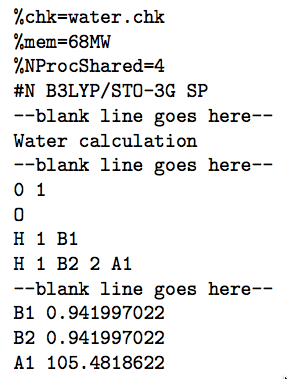 %chk=water.chk
%mem=68MW
%NProcShared=4
#N B3LYP/STO-3G SP
--blank line goes here--
Water calculation
--blank line goes here--
0 1
O
H 1 B1
H 1 B2 2 A1
--blank line goes here--
B1 0.941997022
B2 0.941997022
A1 105.4818622